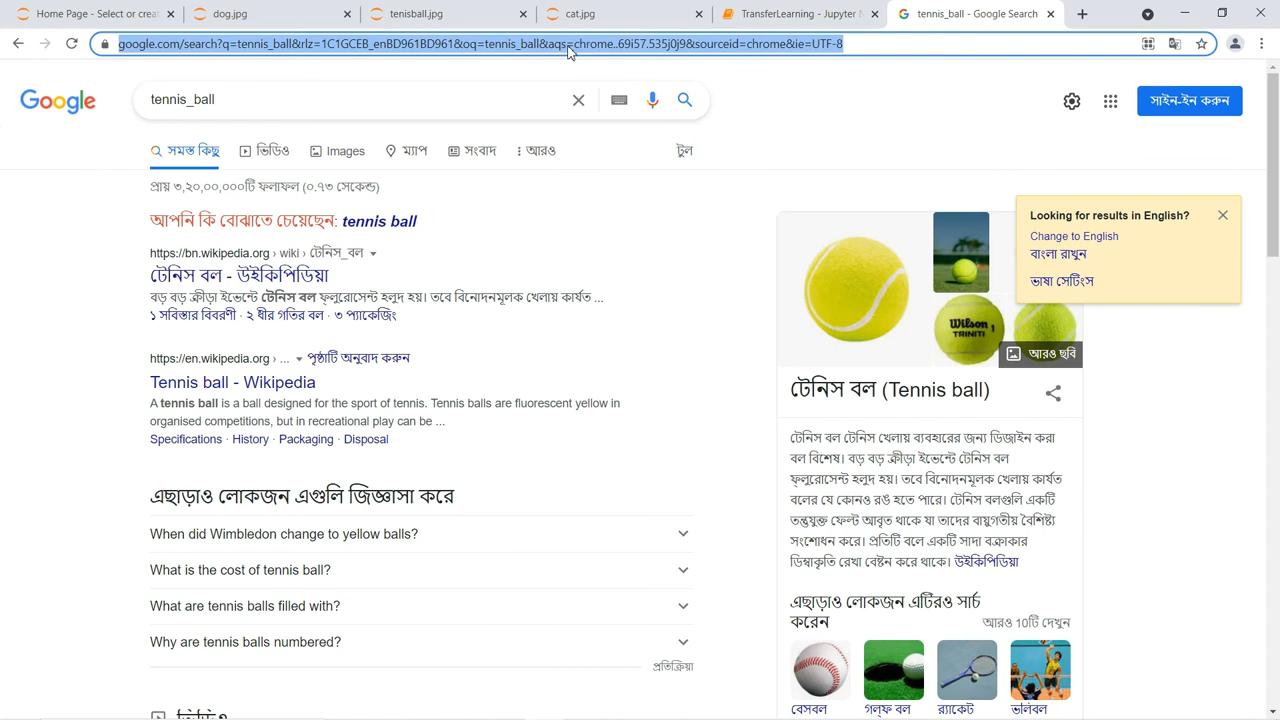 Home Page - Select or creat
dog.jpg
tenisball.jpg
cat.jpg
TransferLearning - Jupyter N
tennis_ball - Google Search
google.com/search?q=tennis_ball&rlz=1C1GCEB_enBD961BD961&oq=tennis_ball&aqs=chrome..69i57.535j0j9&sourceid=chrome&ie=UTF-8
Google
tennis_ball
সাইন-ইন করুন
সমস্ত কিছু
ভিডিও
Images
ম্যাপ
সংবাদ
আরও
টুল
প্রায় ৩,২০,০০,০০০টি ফলাফল (০.৭৩ সেকেন্ড)
আপনি কি বোঝাতে চেয়েছেন: tennis ball
https://bn.wikipedia.org › wiki › টেনিস_বল
টেনিস বল - উইকিপিডিয়া
বড় বড় ক্রীড়া ইভেন্টে টেনিস বল ফ্লুরোসেন্ট হলুদ হয়। তবে বিনোদনমূলক খেলায় কার্যত ...
১ সবিস্তার বিবরণী · ২ ধীর গতির বল · ৩ প্যাকেজিং
https://en.wikipedia.org › ... পৃষ্ঠাটি অনুবাদ করুন
Tennis ball - Wikipedia
A tennis ball is a ball designed for the sport of tennis. Tennis balls are fluorescent yellow in
organised competitions, but in recreational play can be ...
Specifications · History · Packaging · Disposal
এছাড়াও লোকজন এগুলি জিজ্ঞাসা করে
When did Wimbledon change to yellow balls?
What is the cost of tennis ball?
What are tennis balls filled with?
Why are tennis balls numbered?
প্রতিক্রিয়া
ভিডিও
Looking for results in English?
Change to English
বাংলা রাখুন
ভাষা সেটিংস
Wilson
TRINITI
1
আরও ছবি
টেনিস বল (Tennis ball)
টেনিস বল টেনিস খেলায় ব্যবহারের জন্য ডিজাইন করা
বল বিশেষ। বড় বড় ক্রীড়া ইভেন্টে টেনিস বল
ফ্লুরোসেন্ট হলুদ হয়। তবে বিনোদনমূলক খেলায় কার্যত
বলের যে কোনও রঙ হতে পারে। টেনিস বলগুলি একটি
তন্তুযুক্ত ফেল্ট আবৃত থাকে যা তাদের বায়ুগতীয় বৈশিষ্ট্য
সংশোধন করে। প্রতিটি বলে একটি সাদা বক্রাকার
ডিম্বাকৃতি রেখা বেষ্টন করে থাকে। উইকিপিডিয়া
এছাড়াও লোকজন এটিরও সার্চ
করেন
আরও 10টি দেখুন
বেসবল
গল্ফ বল
র‍্যাকেট
ভলিবল